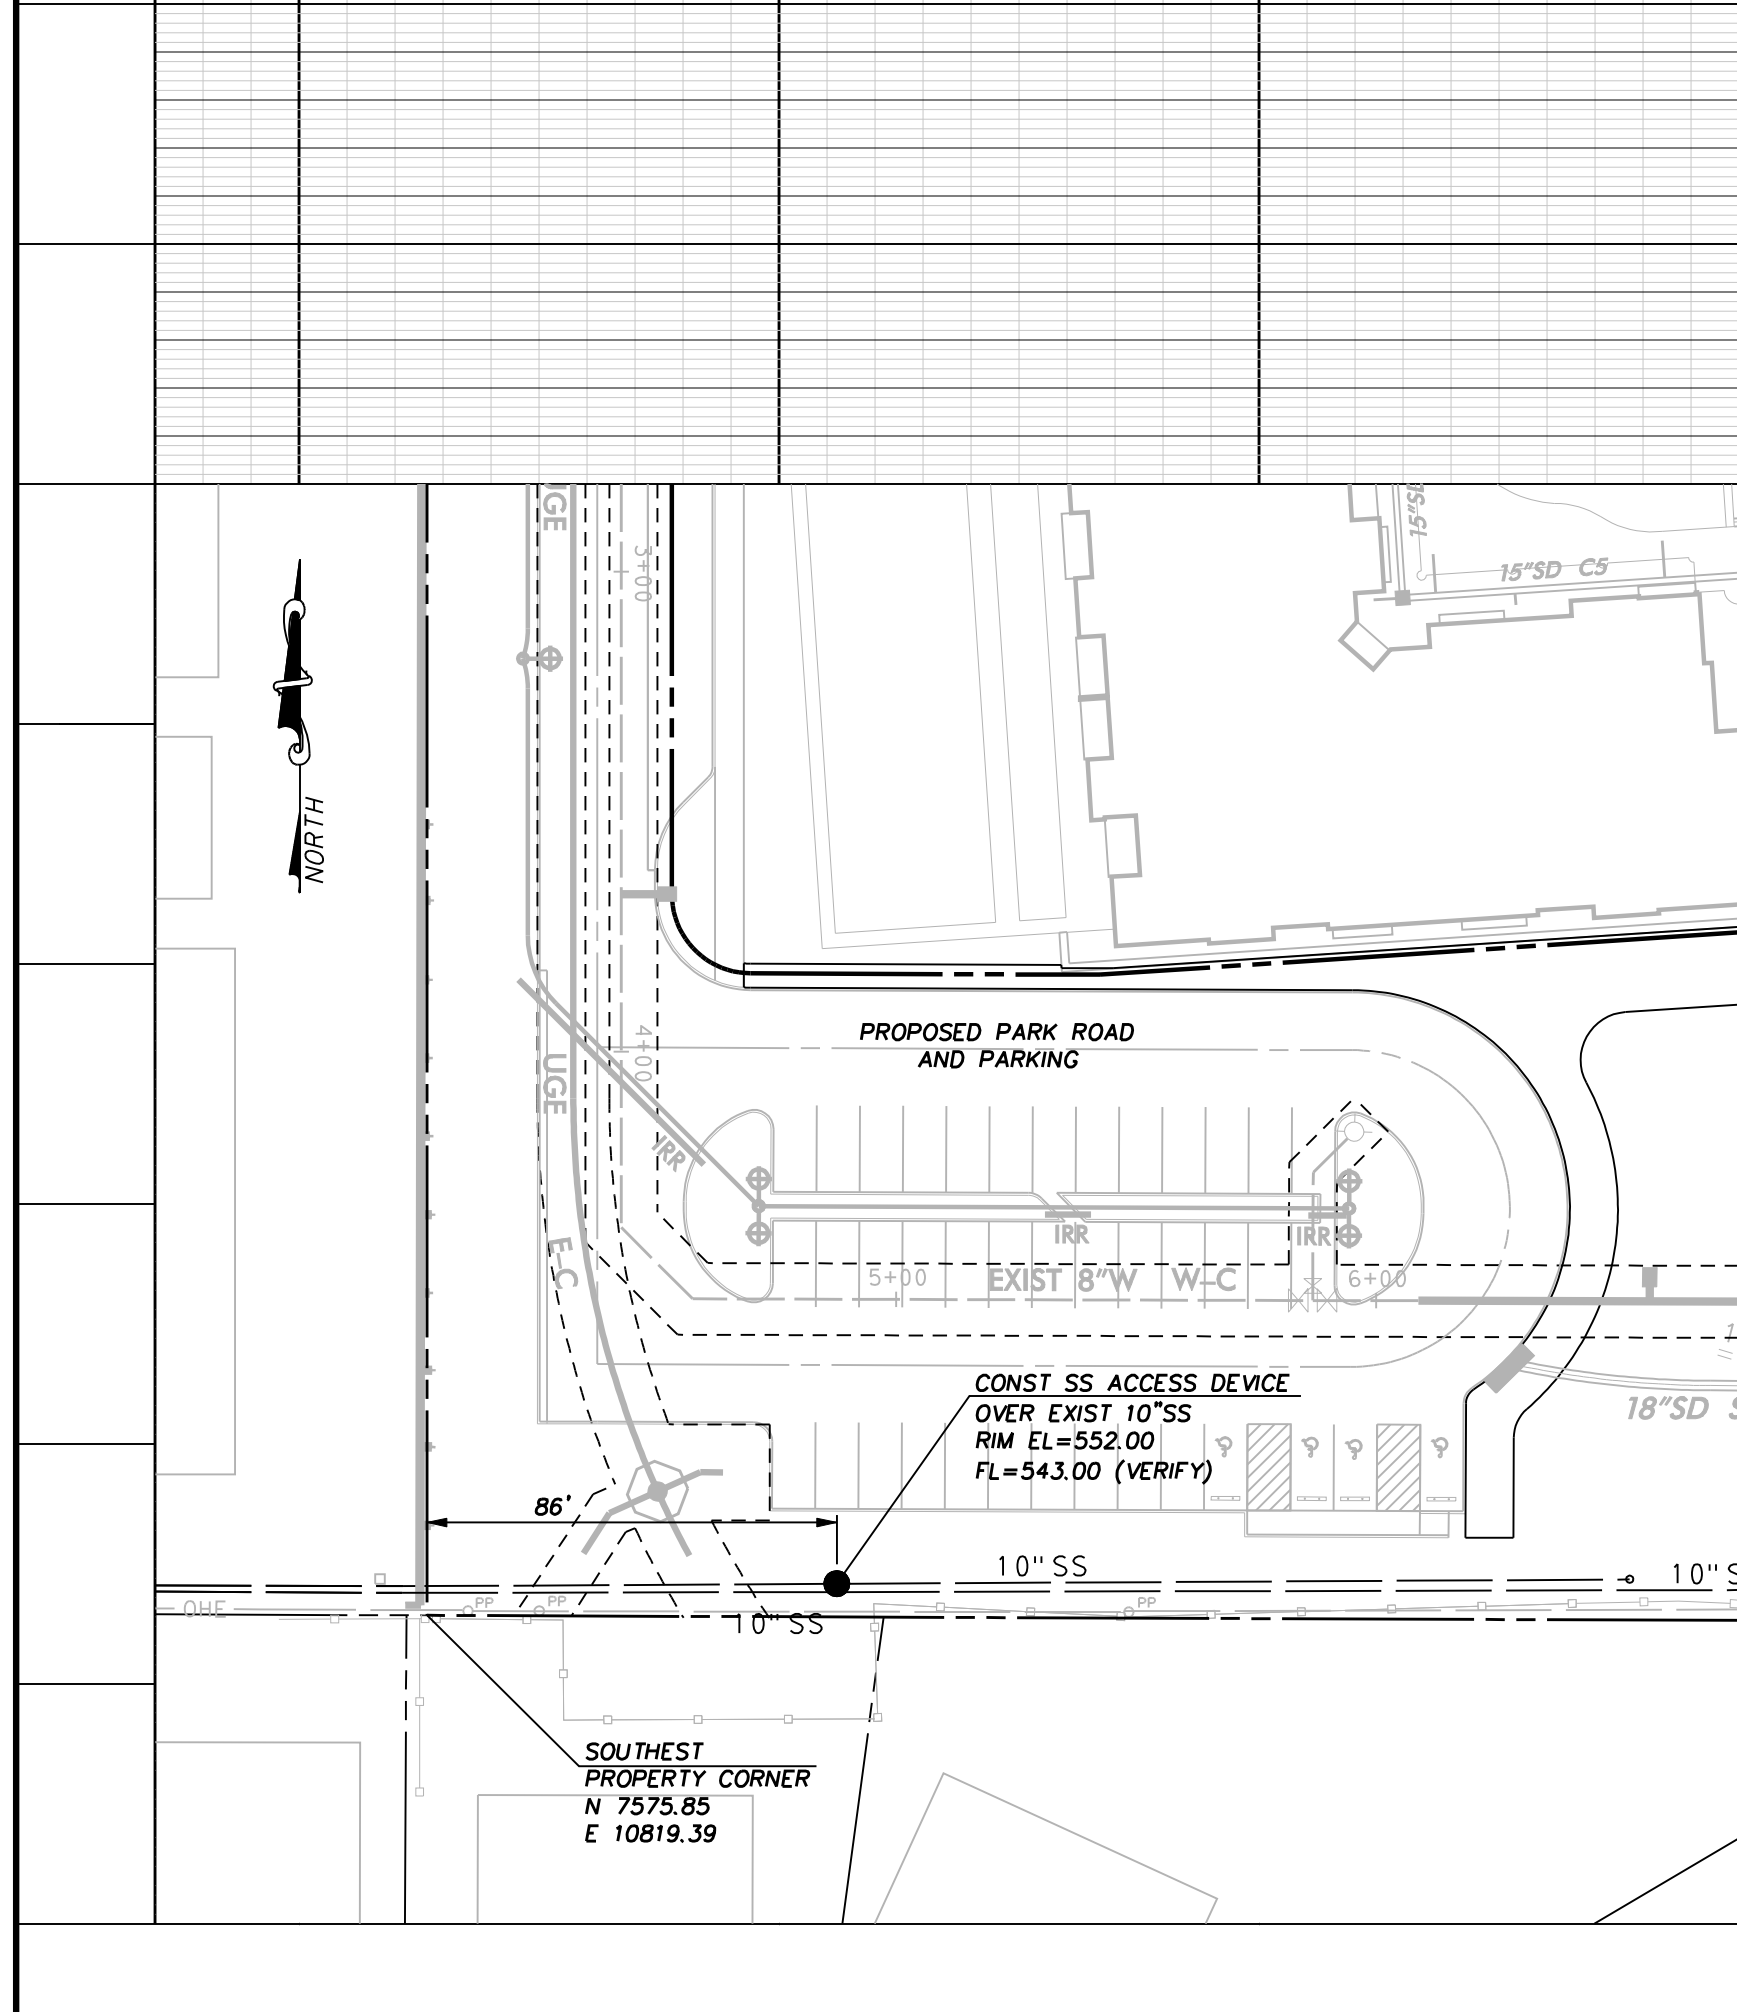 UGE
3+00
15"SD
15"SD C5
NORTH
PROPOSED PARK ROAD
AND PARKING
4+00
UGE
IRR
IRR
IRR
E-C
5+00
EXIST 8"W
W-C
6+00
CONST SS ACCESS DEVICE
OVER EXIST 10"SS
RIM EL=552.00
FL=543.00 (VERIFY)
18"SD
86'
10"SS
10"S
OHE
PP
PP
PP
10"SS
SOUTHEST
PROPERTY CORNER
N 7575.85
E 10819.39